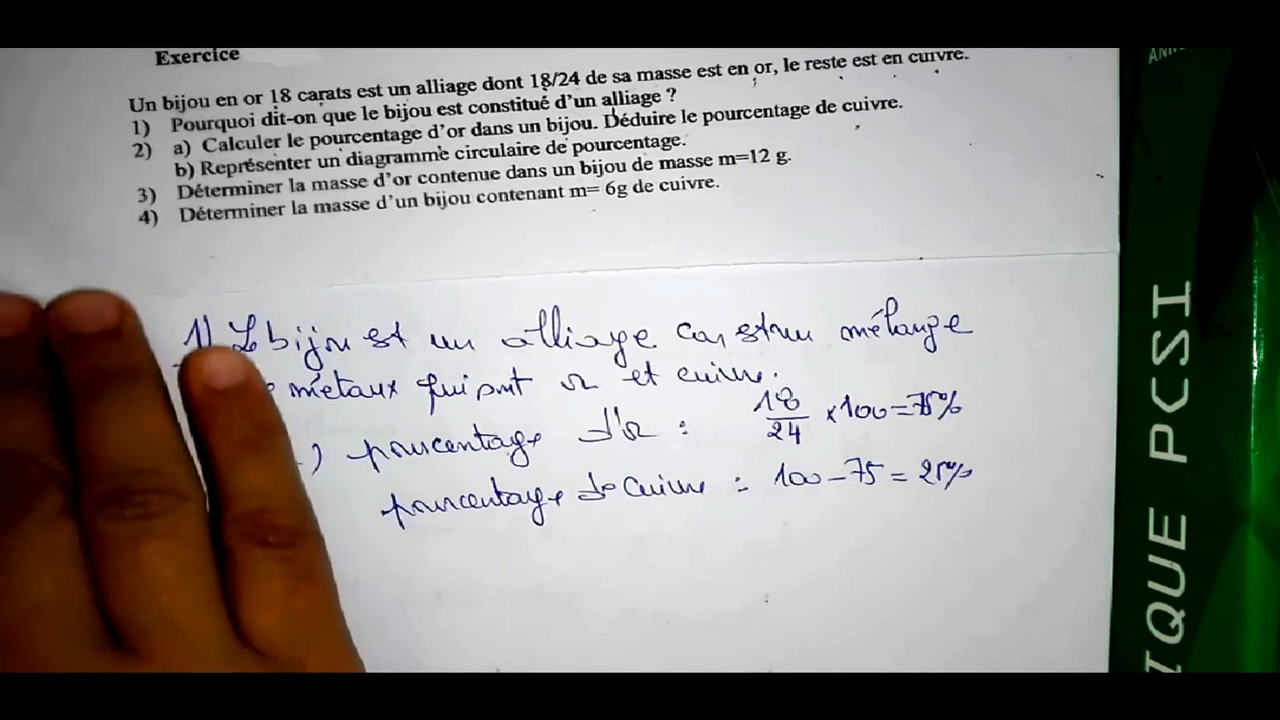 Exercice
Un bijou en or 18 carats est un alliage dont 18/24 de sa masse est en or, le reste est en cuivre.
1) Pourquoi dit-on que le bijou est constitué d'un alliage ?
2) a) Calculer le pourcentage d'or dans un bijou. Déduire le pourcentage de cuivre.
b) Représenter un diagramme circulaire de pourcentage.
3) Déterminer la masse d'or contenue dans un bijou de masse m=12 g.
4) Déterminer la masse d'un bijou contenant m= 6g de cuivre.
1) Le bijou est un alliage car est un mélange
métaux qui sont or et cuivre.
) pourcentage d'or : 18/24 × 100 = 75%
pourcentage de cuivre : 100 - 75 = 25%
ANN
IQUE PCSI